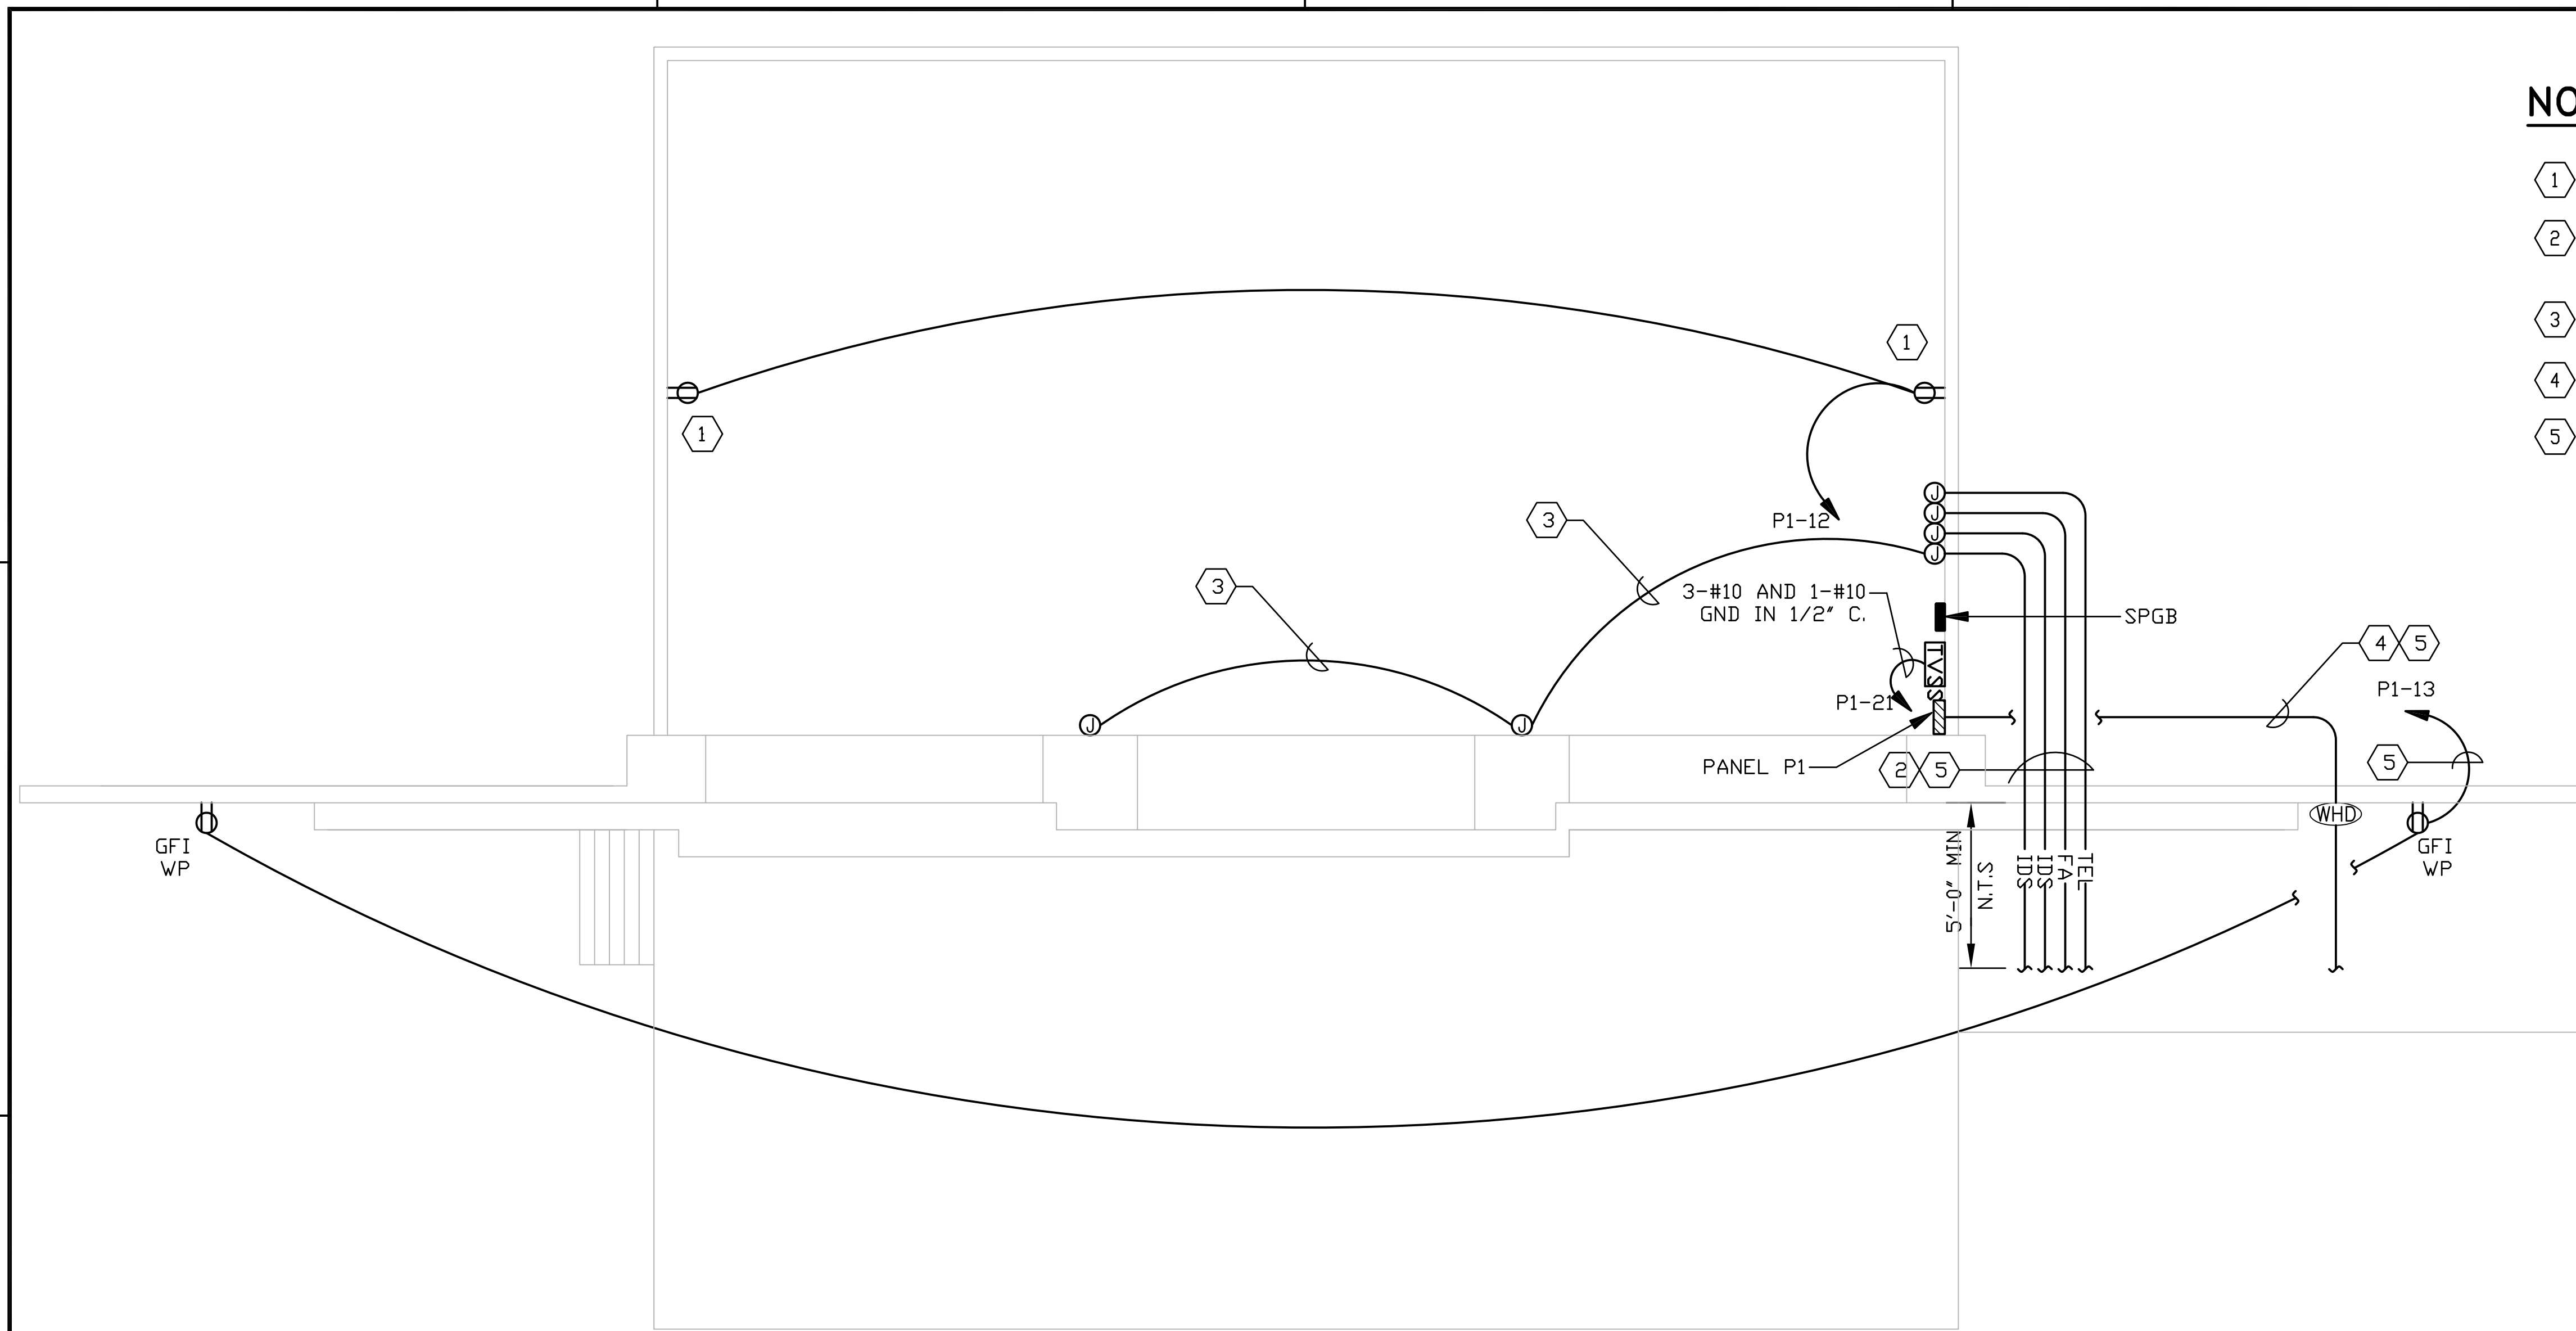 NO
1
2
3
4
5
1
1
P1-12
J
J
J
J
3
3
3-#10 AND 1-#10
GND IN 1/2" C.
SPGB
TVSS
P1-21
PANEL P1
2 5
4 5
P1-13
5
J
J
GFI
WP
WHD
GFI
WP
5'-0" MIN
N.T.S
IDS
IDS
FA
TEL